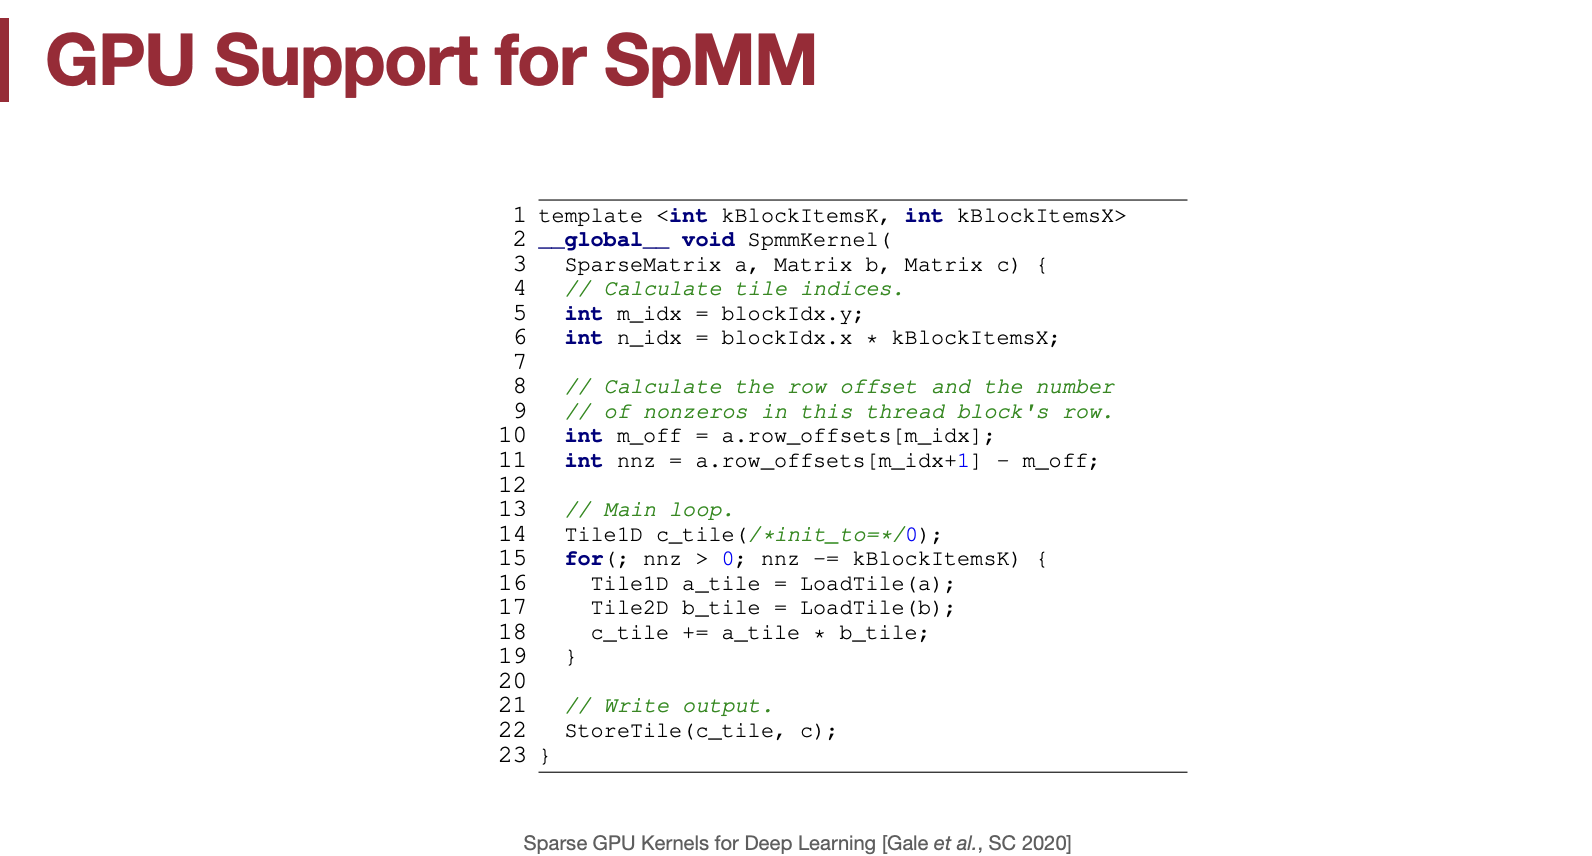 GPU Support for SpMM
1 template <int kBlockItemsK, int kBlockItemsX>
2 __global__ void SpmmKernel(
3   SparseMatrix a, Matrix b, Matrix c) {
4   // Calculate tile indices.
5   int m_idx = blockIdx.y;
6   int n_idx = blockIdx.x * kBlockItemsX;
7
8   // Calculate the row offset and the number
9   // of nonzeros in this thread block's row.
10   int m_off = a.row_offsets[m_idx];
11   int nnz = a.row_offsets[m_idx+1] - m_off;
12
13   // Main loop.
14   Tile1D c_tile(/*init_to=*/0);
15   for(; nnz > 0; nnz -= kBlockItemsK) {
16     Tile1D a_tile = LoadTile(a);
17     Tile2D b_tile = LoadTile(b);
18     c_tile += a_tile * b_tile;
19   }
20
21   // Write output.
22   StoreTile(c_tile, c);
23 }
Sparse GPU Kernels for Deep Learning [Gale et al., SC 2020]